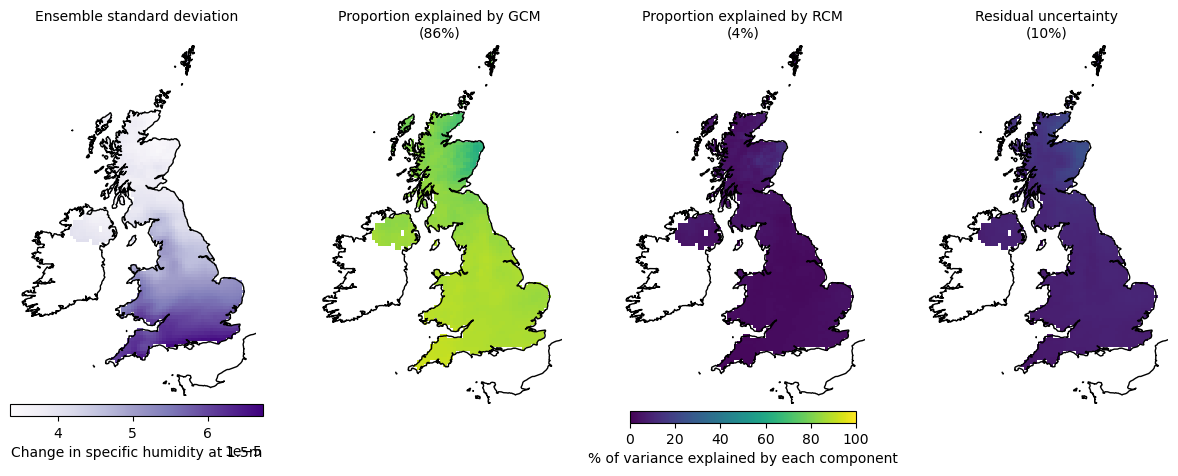 Ensemble standard deviation
Proportion explained by GCM
(86%)
Proportion explained by RCM
(4%)
Residual uncertainty
(10%)
4 5 6
1e−5
Change in specific humidity at 1.5m
0 20 40 60 80 100
% of variance explained by each component